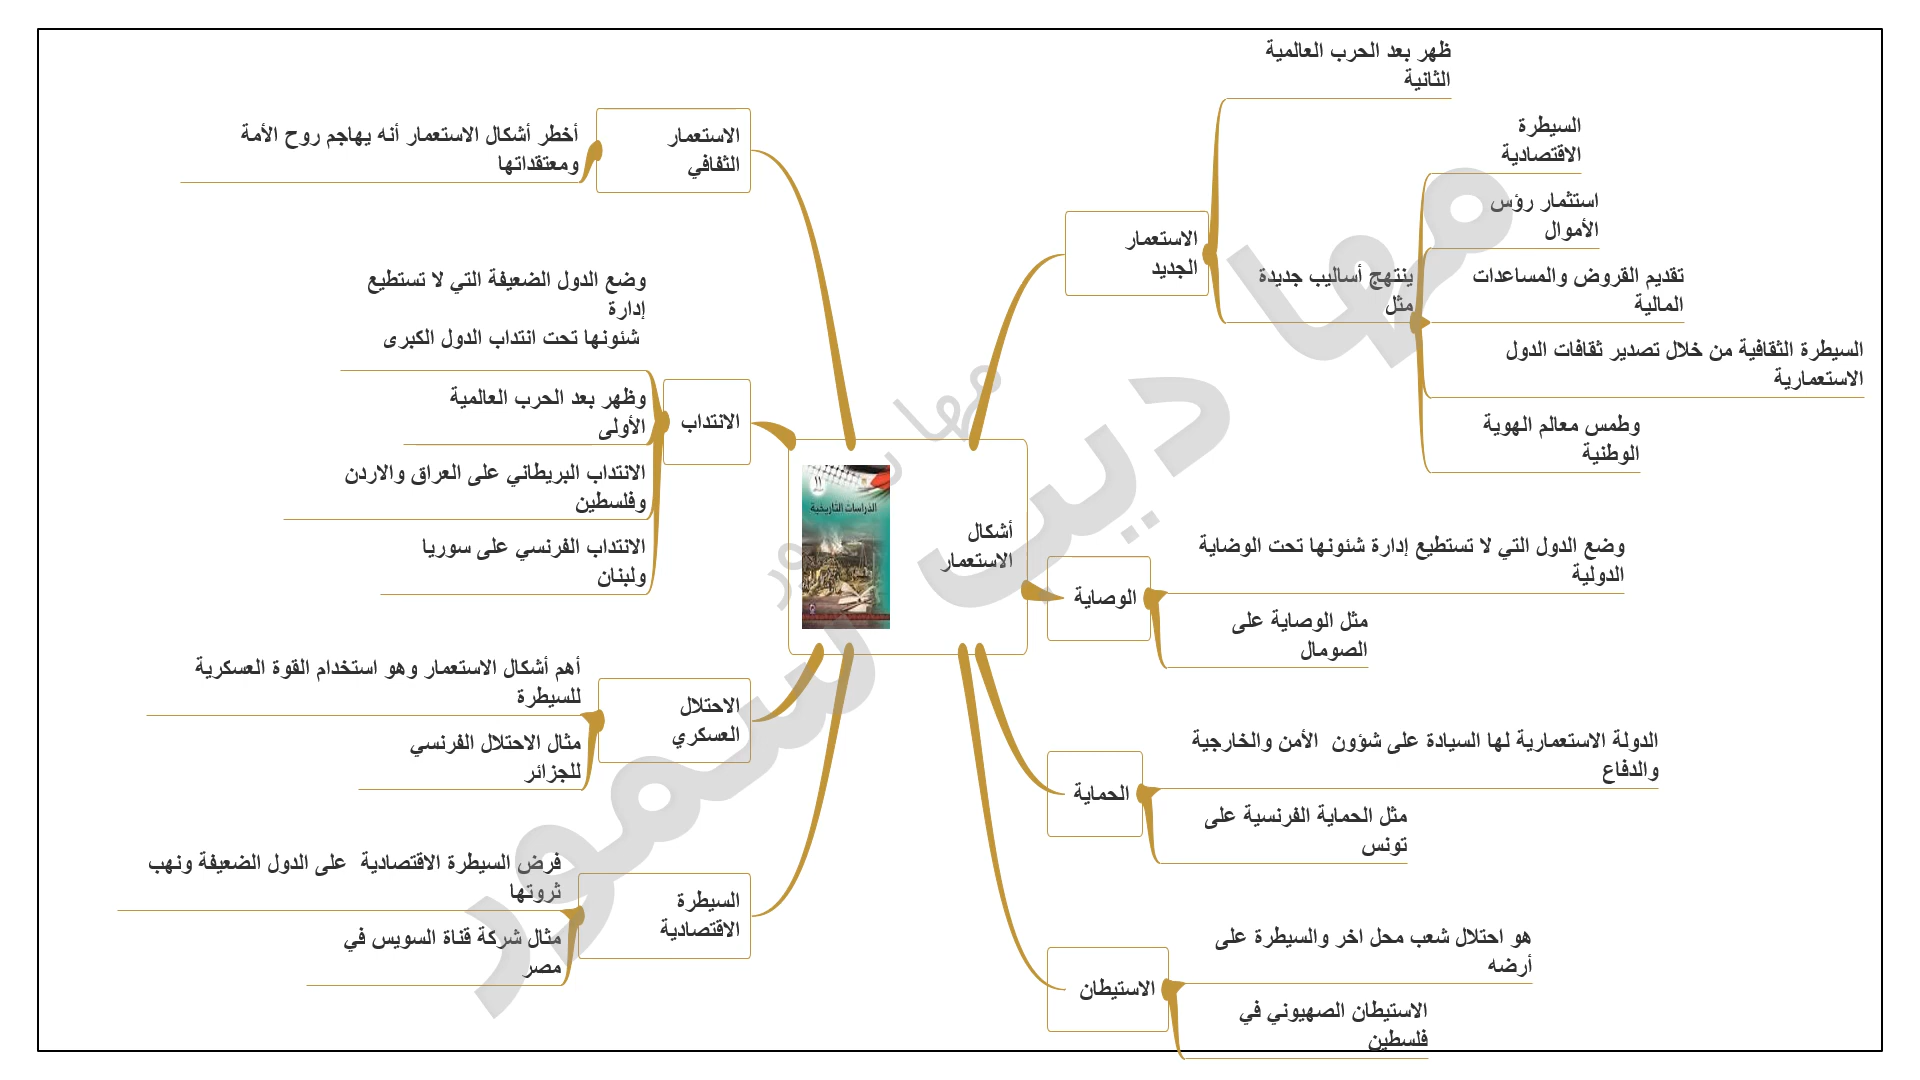 أشكال
الاستعمار
١١
الدراسات التاريخية
ظهر بعد الحرب العالمية
الثانية
الاستعمار
الجديد
ينتهج أساليب جديدة
مثل
السيطرة
الاقتصادية
استثمار رؤس
الأموال
تقديم القروض والمساعدات
المالية
السيطرة الثقافية من خلال تصدير ثقافات الدول
الاستعمارية
وطمس معالم الهوية
الوطنية
الوصاية
وضع الدول التي لا تستطيع إدارة شئونها تحت الوضاية
الدولية
مثل الوصاية على
الصومال
الحماية
الدولة الاستعمارية لها السيادة على شؤون الأمن والخارجية
والدفاع
مثل الحماية الفرنسية على
تونس
الاستيطان
هو احتلال شعب محل اخر والسيطرة على
أرضه
الاستيطان الصهيوني في
فلسطين
الاستعمار
الثفافي
أخطر أشكال الاستعمار أنه يهاجم روح الأمة
ومعتقداتها
الانتداب
وضع الدول الضعيفة التي لا تستطيع
إدارة
شئونها تحت انتداب الدول الكبرى
وظهر بعد الحرب العالمية
الأولى
الانتداب البريطاني على العراق والاردن
وفلسطين
الانتداب الفرنسي على سوريا
ولبنان
الاحتلال
العسكري
أهم أشكال الاستعمار وهو استخدام القوة العسكرية
للسيطرة
مثال الاحتلال الفرنسي
للجزائر
السيطرة
الاقتصادية
فرض السيطرة الاقتصادية على الدول الضعيفة ونهب
ثروتها
مثال شركة قناة السويس في
مصر
مها ديب سمور
مها